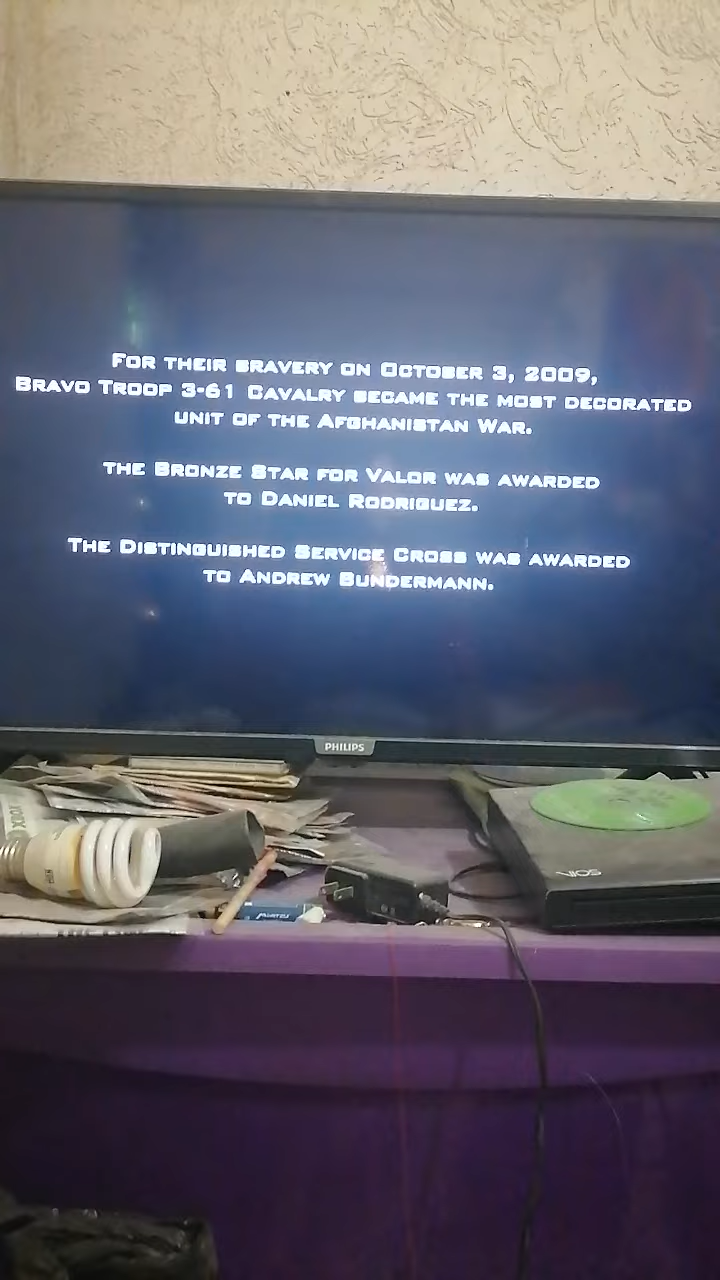 For their bravery on October 3, 2009,
Bravo Troop 3-61 Cavalry became the most decorated
unit of the Afghanistan War.
the Bronze Star for Valor was awarded
to Daniel Rodriguez.
The Distinguished Service Cross was awarded
to Andrew Bundermann.
PHILIPS